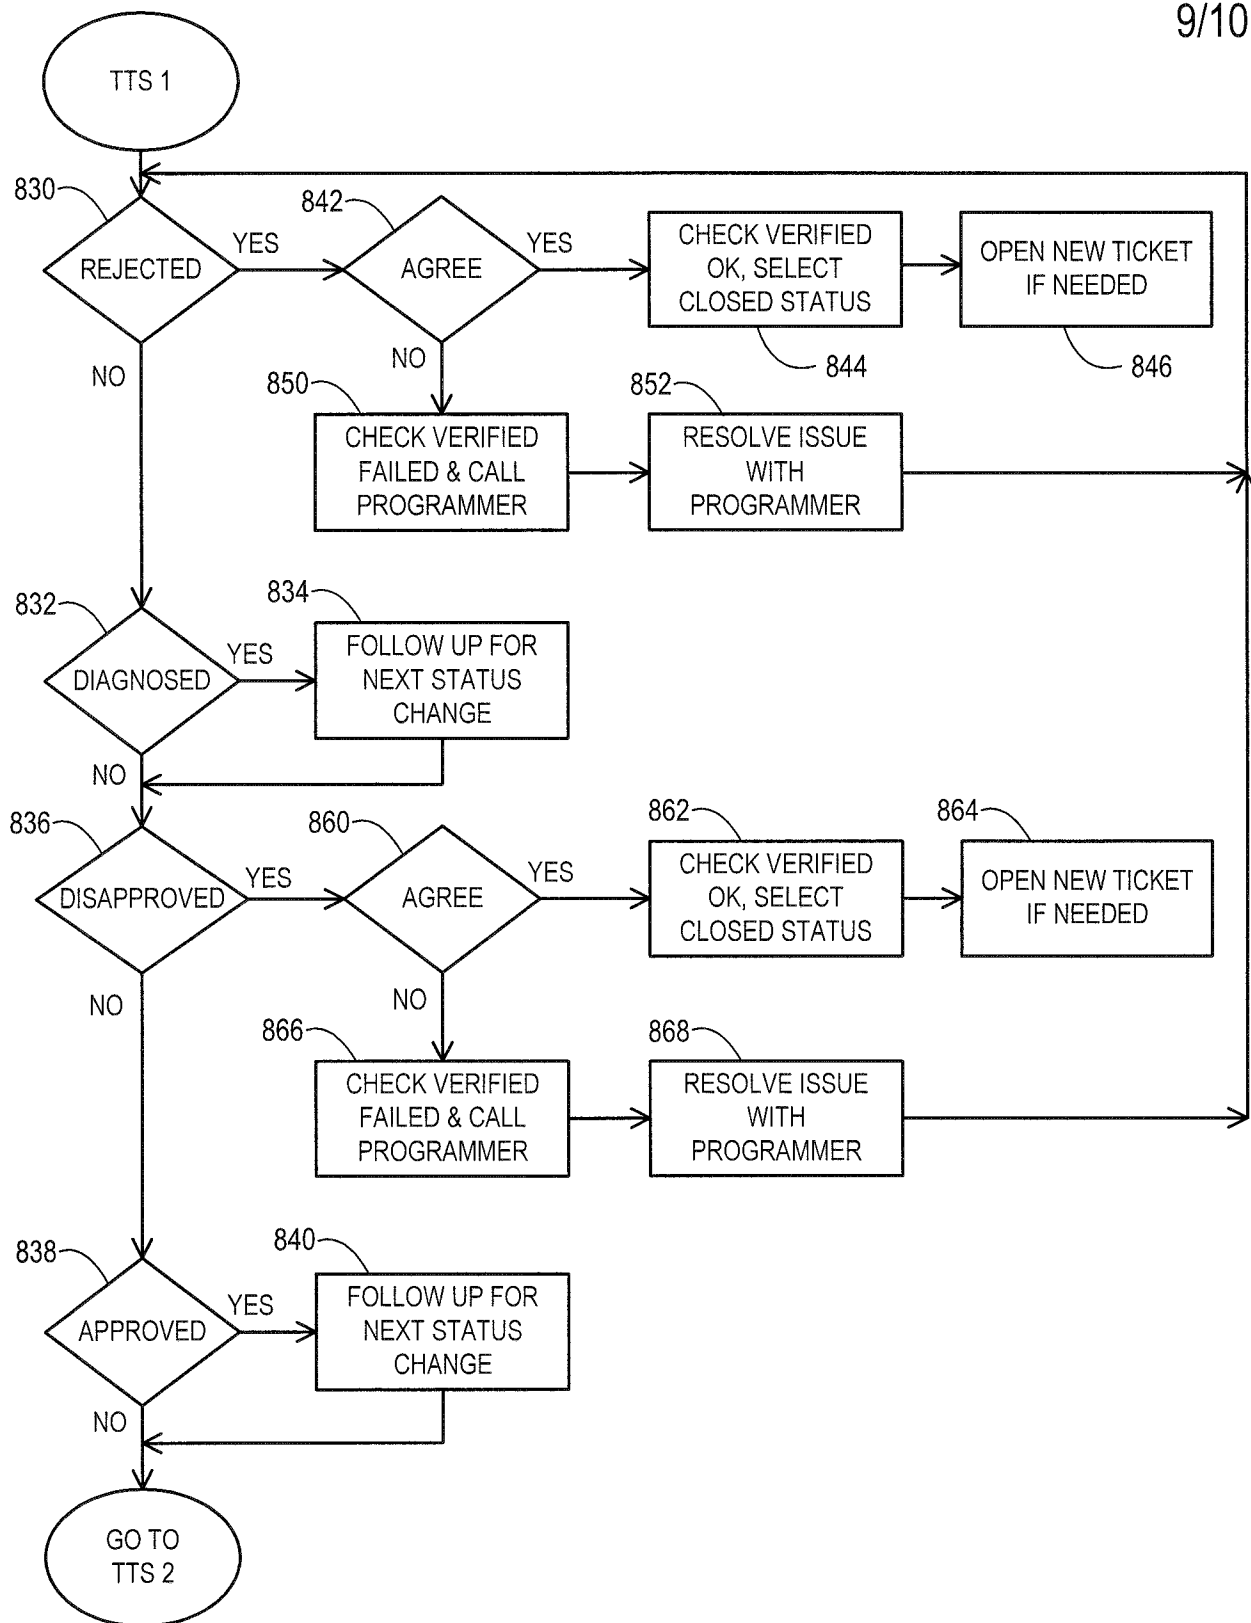 9/10
TTS 1
830
REJECTED
YES
NO
842
AGREE
YES
NO
CHECK VERIFIED
OK, SELECT
CLOSED STATUS
844
OPEN NEW TICKET
IF NEEDED
846
850
CHECK VERIFIED
FAILED & CALL
PROGRAMMER
852
RESOLVE ISSUE
WITH
PROGRAMMER
832
DIAGNOSED
YES
NO
834
FOLLOW UP FOR
NEXT STATUS
CHANGE
836
DISAPPROVED
YES
NO
860
AGREE
YES
NO
862
CHECK VERIFIED
OK, SELECT
CLOSED STATUS
864
OPEN NEW TICKET
IF NEEDED
866
CHECK VERIFIED
FAILED & CALL
PROGRAMMER
868
RESOLVE ISSUE
WITH
PROGRAMMER
838
APPROVED
YES
NO
840
FOLLOW UP FOR
NEXT STATUS
CHANGE
GO TO
TTS 2